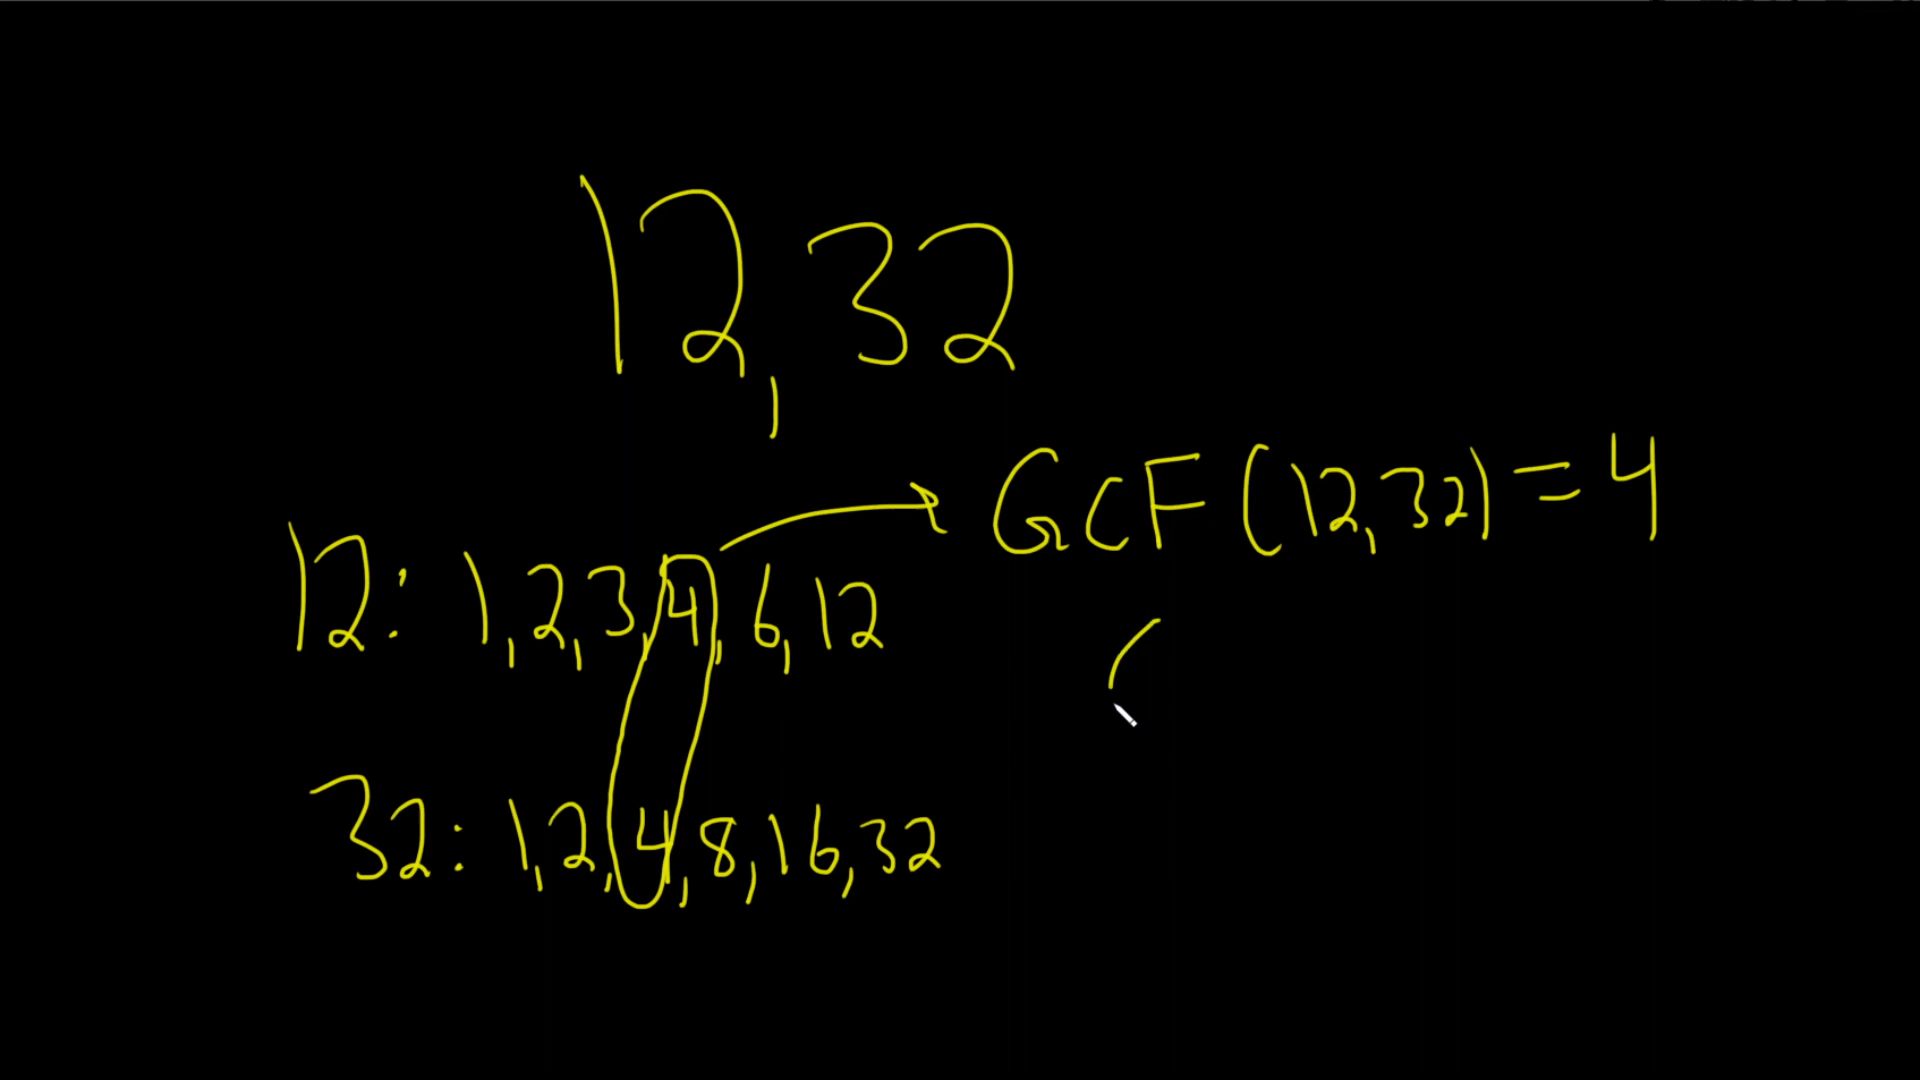 12, 32
GCF (12, 32) = 4
12: 1, 2, 3, 4, 6, 12
32: 1, 2, 4, 8, 16, 32